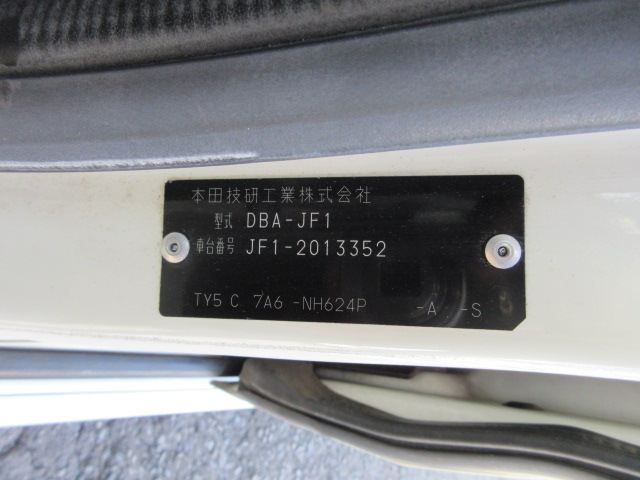 本田技研工業株式会社
型式 DBA-JF1
車台番号 JF1-2013352
TY5 C 7A6 -NH624P -A -S